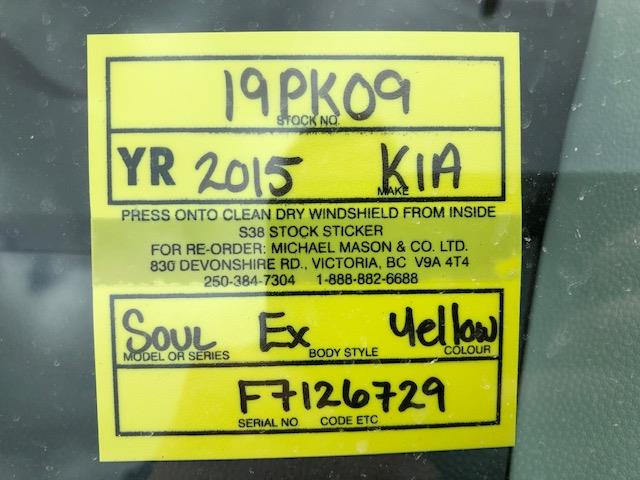 19PK09
STOCK NO.
YR 2015 KIA
MAKE
PRESS ONTO CLEAN DRY WINDSHIELD FROM INSIDE
S38 STOCK STICKER
FOR RE-ORDER: MICHAEL MASON & CO. LTD.
830 DEVONSHIRE RD., VICTORIA, BC V9A 4T4
250-384-7304 1-888-882-6688
Soul Ex Yellow
MODEL OR SERIES BODY STYLE COLOUR
F7126729
SERIAL NO CODE ETC